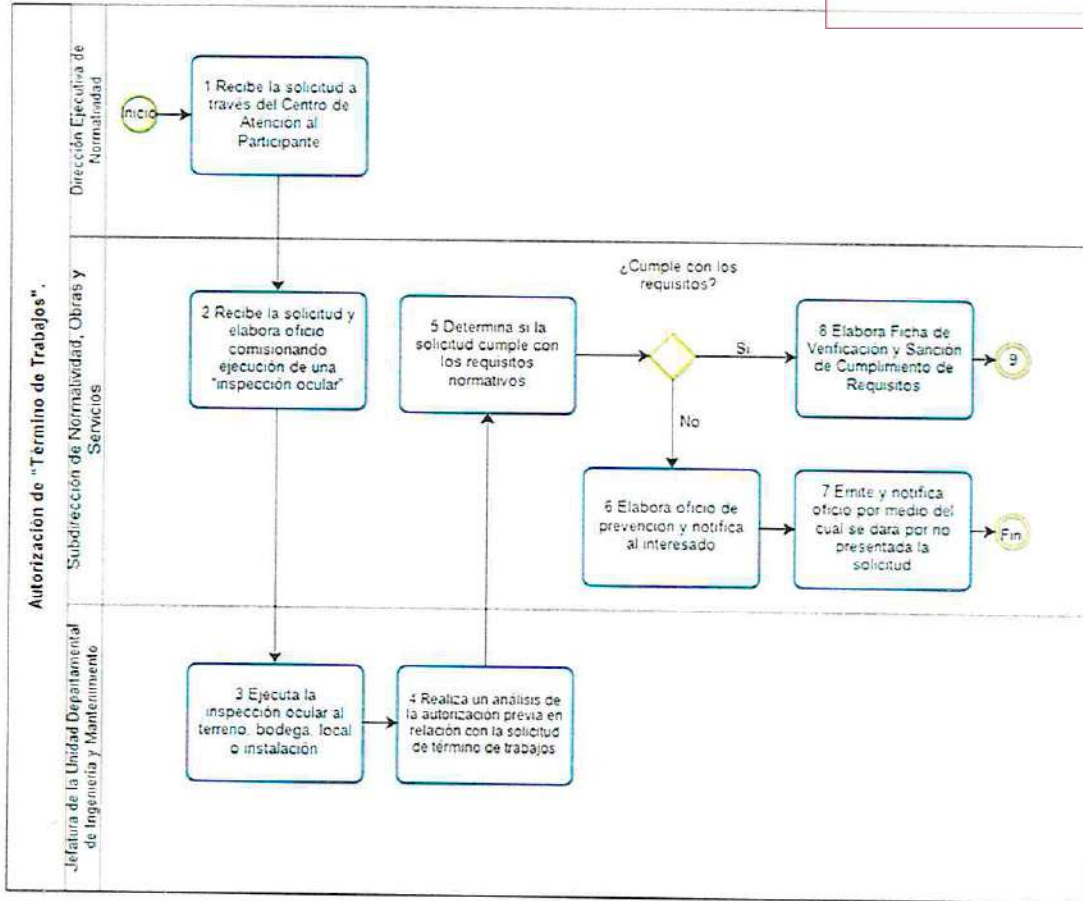 Autorización de "Término de Trabajos".
Dirección Ejecutiva de
Normatividad
Inicio
1 Recibe la solicitud a
través del Centro de
Atención al
Participante
Subdirección de Normatividad, Obras y
Servicios
2 Recibe la solicitud y
elabora oficio
comisionando
ejecución de una
"inspección ocular"
5 Determina si la
solicitud cumple con
los requisitos
normativos
¿Cumple con los
requisitos?
Si
8 Elabora Ficha de
Verificación y Sanción
de Cumplimiento de
Requisitos
9
No
6 Elabora oficio de
prevención y notifica
al interesado
7 Emite y notifica
oficio por medio del
cual se dara por no
presentada la
solicitud
Fin
Jefatura de la Unidad Departamental
de Ingeniería y Mantenimiento
3 Ejecuta la
inspección ocular al
terreno, bodega, local
o instalación
4 Realiza un análisis de
la autorización previa en
relación con la solicitud
de término de trabajos